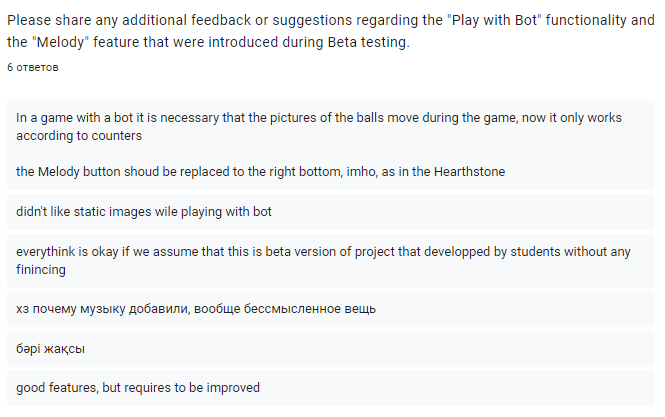 Please share any additional feedback or suggestions regarding the "Play with Bot" functionality and
the "Melody" feature that were introduced during Beta testing.
6 ответов
In a game with a bot it is necessary that the pictures of the balls move during the game, now it only works
according to counters
the Melody button shoud be replaced to the right bottom, imho, as in the Hearthstone
didn't like static images wile playing with bot
everythink is okay if we assume that this is beta version of project that developped by students without any
finincing
хз почему музыку добавили, вообще бессмысленное вещь
бәрі жақсы
good features, but requires to be improved